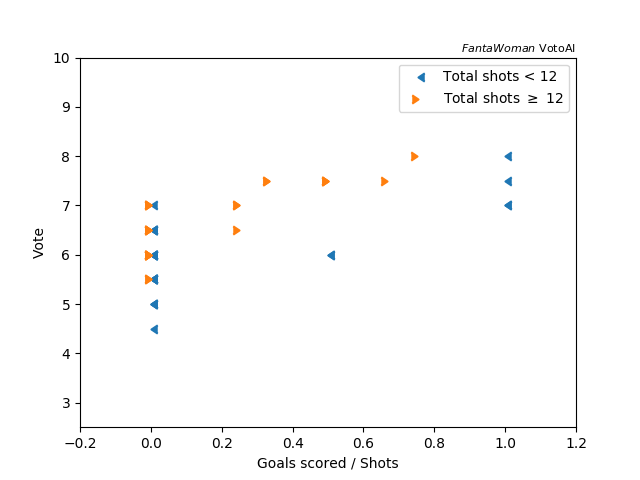 FantaWoman VotoAI
Total shots < 12
Total shots ≥ 12
10
9
8
7
6
5
4
3
Vote
−0.2 0.0 0.2 0.4 0.6 0.8 1.0 1.2
Goals scored / Shots